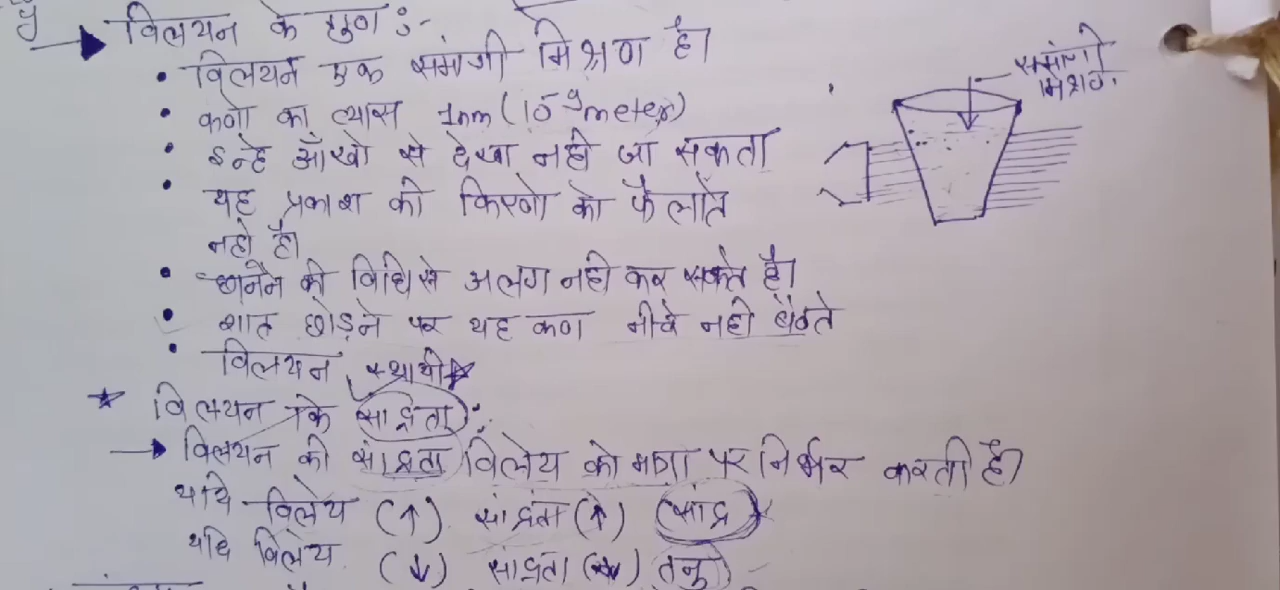 → विलयन के गुण :-
• विलयन एक समांगी मिश्रण है।
समांगी
मिश्रण
• कणो का व्यास 1nm (10⁻⁹ meter)
• इन्हे आँखो से देखा नही जा सकता
• यह प्रकाश की किरणो को फैलाते
नही है।
• छानने की विधि से अलग नही कर सकते है।
• शांत छोड़ने पर यह कण नीचे नही बैठते
• विलयन स्थायी
★ विलयन कि सांद्रता :-
→ विलयन की सांद्रता विलेय की मात्रा पर निर्भर करती है।
यदि विलेय (↑) सांद्रता (↑) (सांद्र)
यदि विलेय (↓) सांद्रता (↓) (तनु)